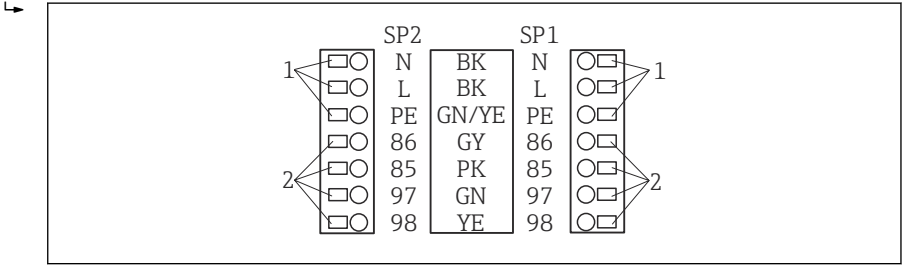 SP2 SP1
N BK N
1 1
L BK L
PE GN/YE PE
86 GY 86
85 PK 85
2 2
97 GN 97
98 YE 98